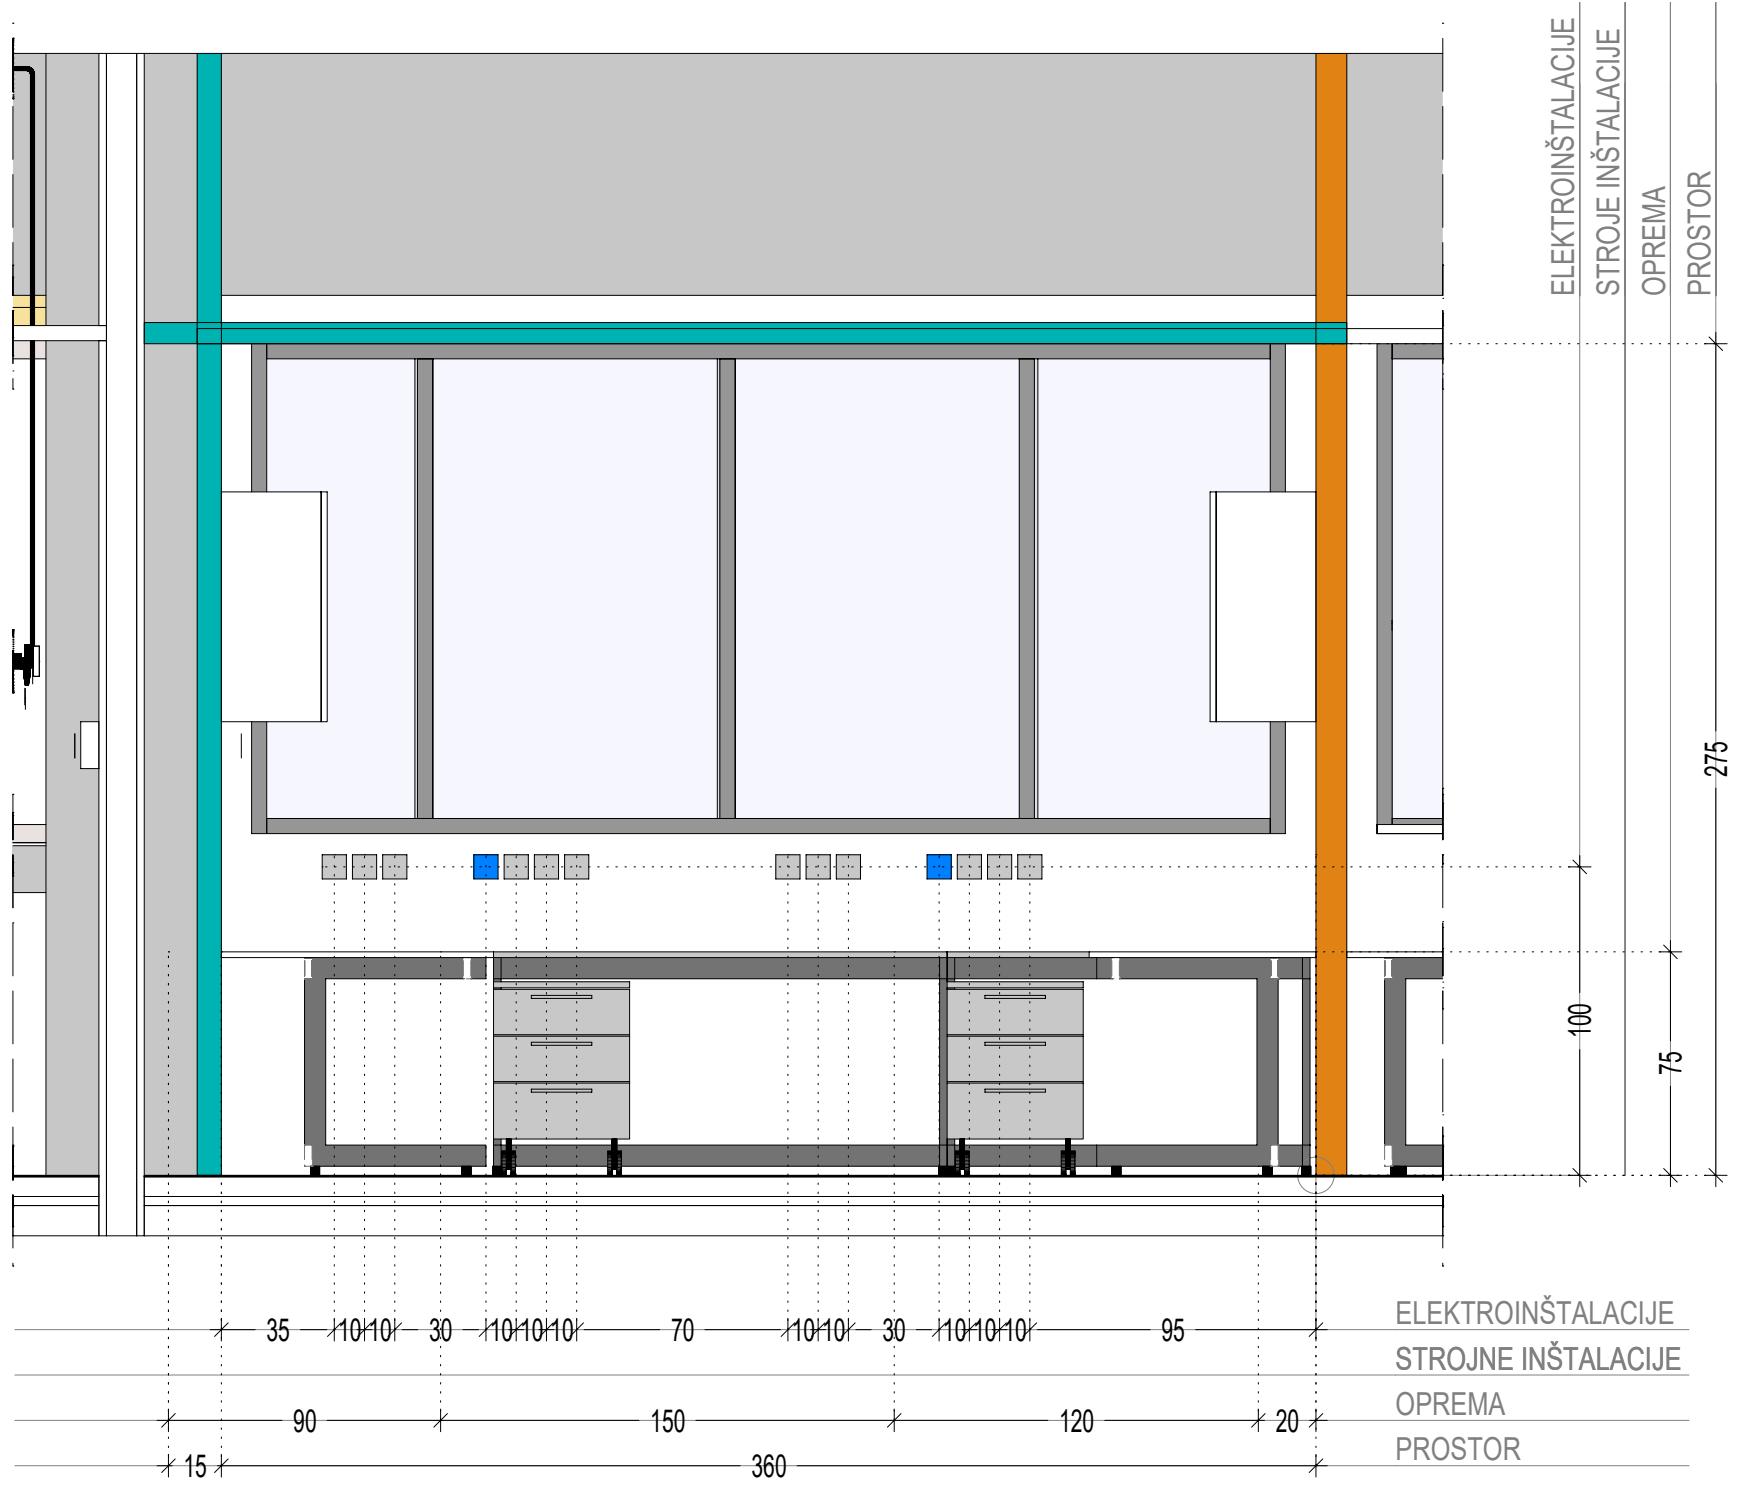 ELEKTROINŠTALACIJE
STROJE INŠTALACIJE
OPREMA
PROSTOR
275
100
75
35 10 10 30 10 10 10 70 10 10 30 10 10 10 95
ELEKTROINŠTALACIJE
STROJNE INŠTALACIJE
90 150 120 20
OPREMA
15 360
PROSTOR